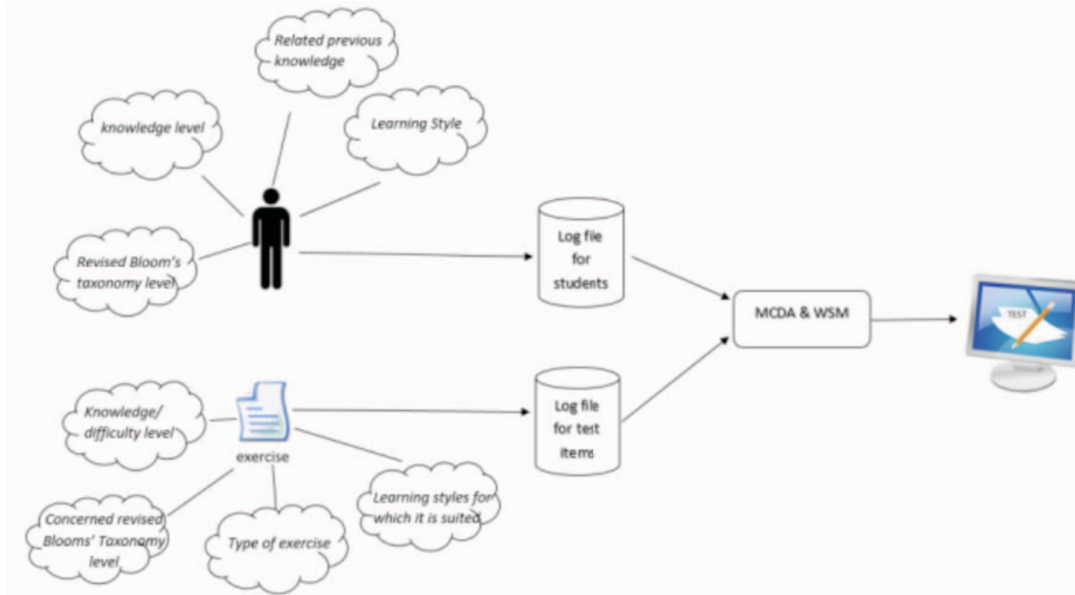 Related previous
knowledge
knowledge level
Learning Style
Revised Bloom's
taxonomy level
Log file
for
students
MCDA & WSM
TEST
Knowledge/
difficulty level
exercise
Log file
for test
items
Learning styles for
which it is suited
Concerned revised
Blooms' Taxonomy
level
Type of exercise